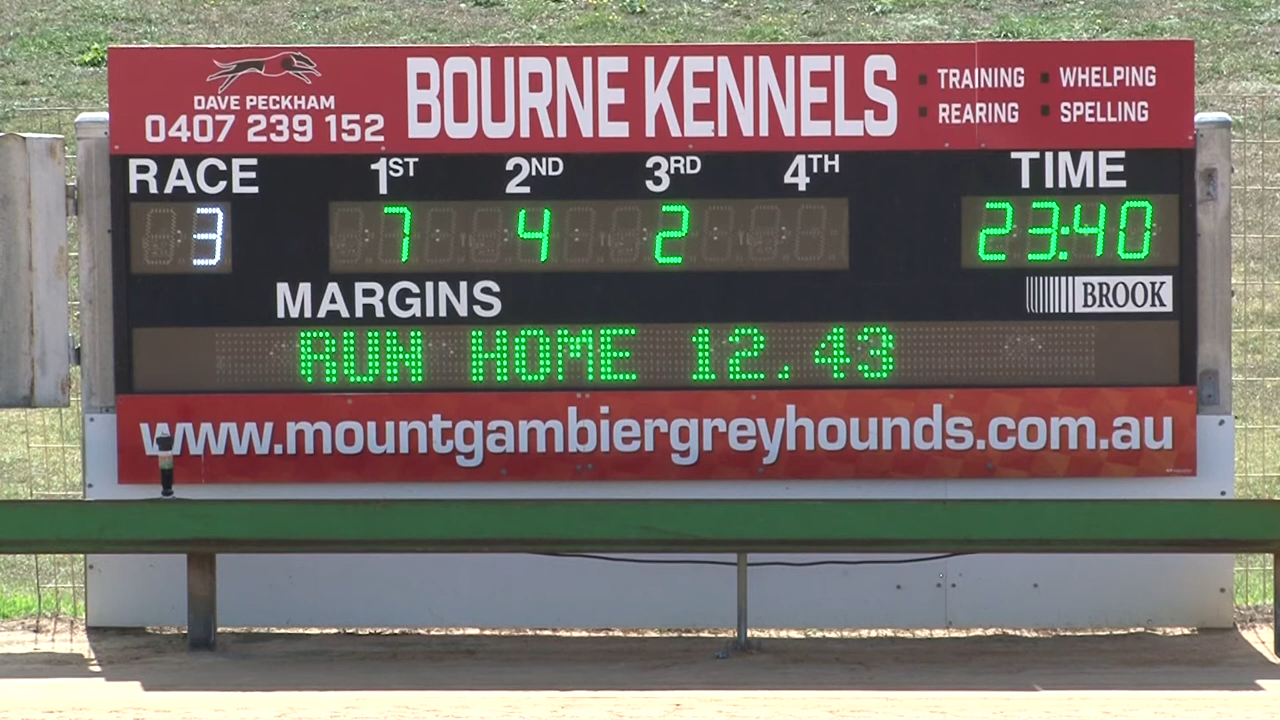 DAVE PECKHAM
0407 239 152
BOURNE KENNELS
TRAINING WHELPING
REARING SPELLING
RACE 1ST 2ND 3RD 4TH TIME
3 7 4 2 23:40
MARGINS
BROOK
RUN HOME 12.43
www.mountgambiergreyhounds.com.au